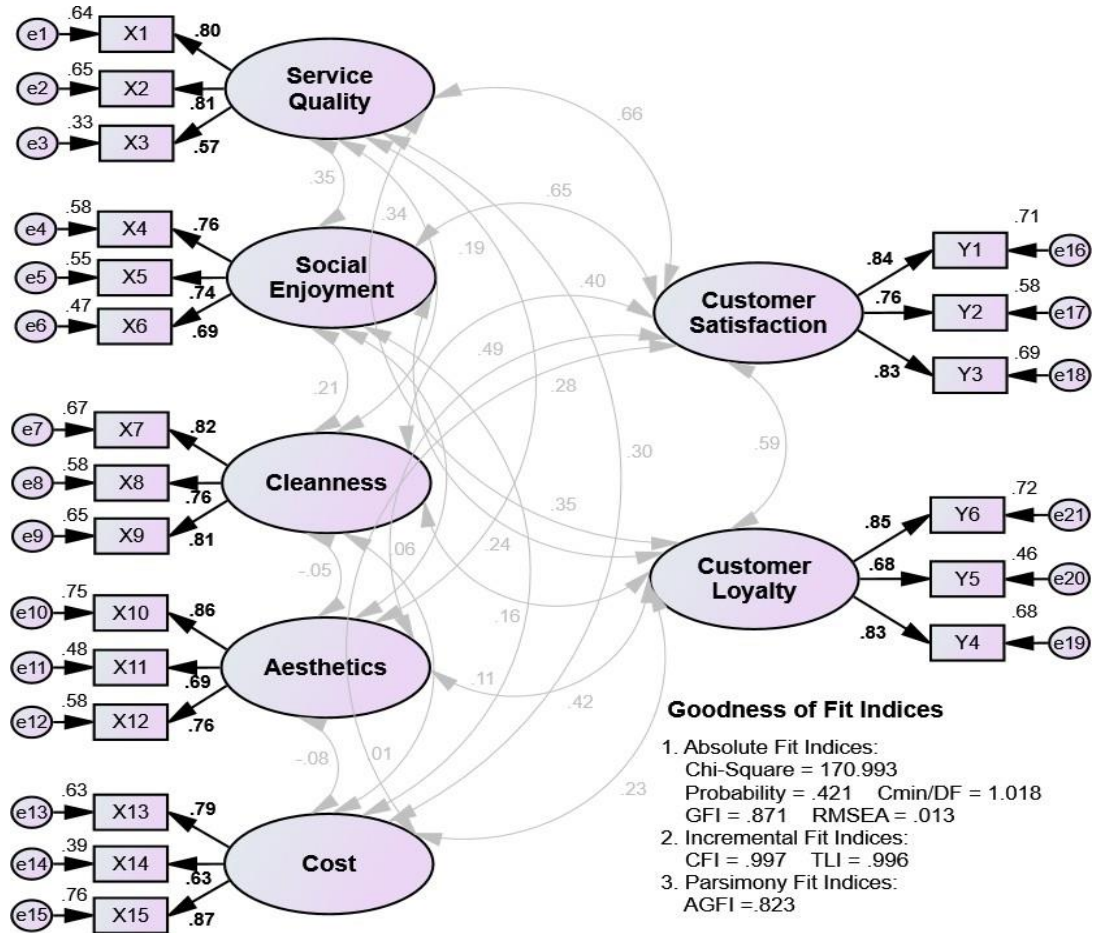 .64
e1 X1 .80
.65
e2 X2 .81
.33
e3 X3 .57
Service
Quality
.58
e4 X4 .76
.55
e5 X5 .74
.47
e6 X6 .69
Social
Enjoyment
.67
e7 X7 .82
.58
e8 X8 .76
.65
e9 X9 .81
Cleanness
.75
e10 X10 .86
.48
e11 X11 .69
.58
e12 X12 .76
Aesthetics
.63
e13 X13 .79
.39
e14 X14 .63
.76
e15 X15 .87
Cost
.66
.35
.65
.34
.19
.40
.49
.28
.21
.30
.59
.35
.06
.24
-.05
.16
.11
.42
-.08
.01
.23
Customer
Satisfaction
.71
.84 Y1 e16
.58
.76 Y2 e17
.69
.83 Y3 e18
Customer
Loyalty
.72
.85 Y6 e21
.46
.68 Y5 e20
.68
.83 Y4 e19
Goodness of Fit Indices
1. Absolute Fit Indices:
Chi-Square = 170.993
Probability = .421 Cmin/DF = 1.018
GFI = .871 RMSEA = .013
2. Incremental Fit Indices:
CFI = .997 TLI = .996
3. Parsimony Fit Indices:
AGFI =.823